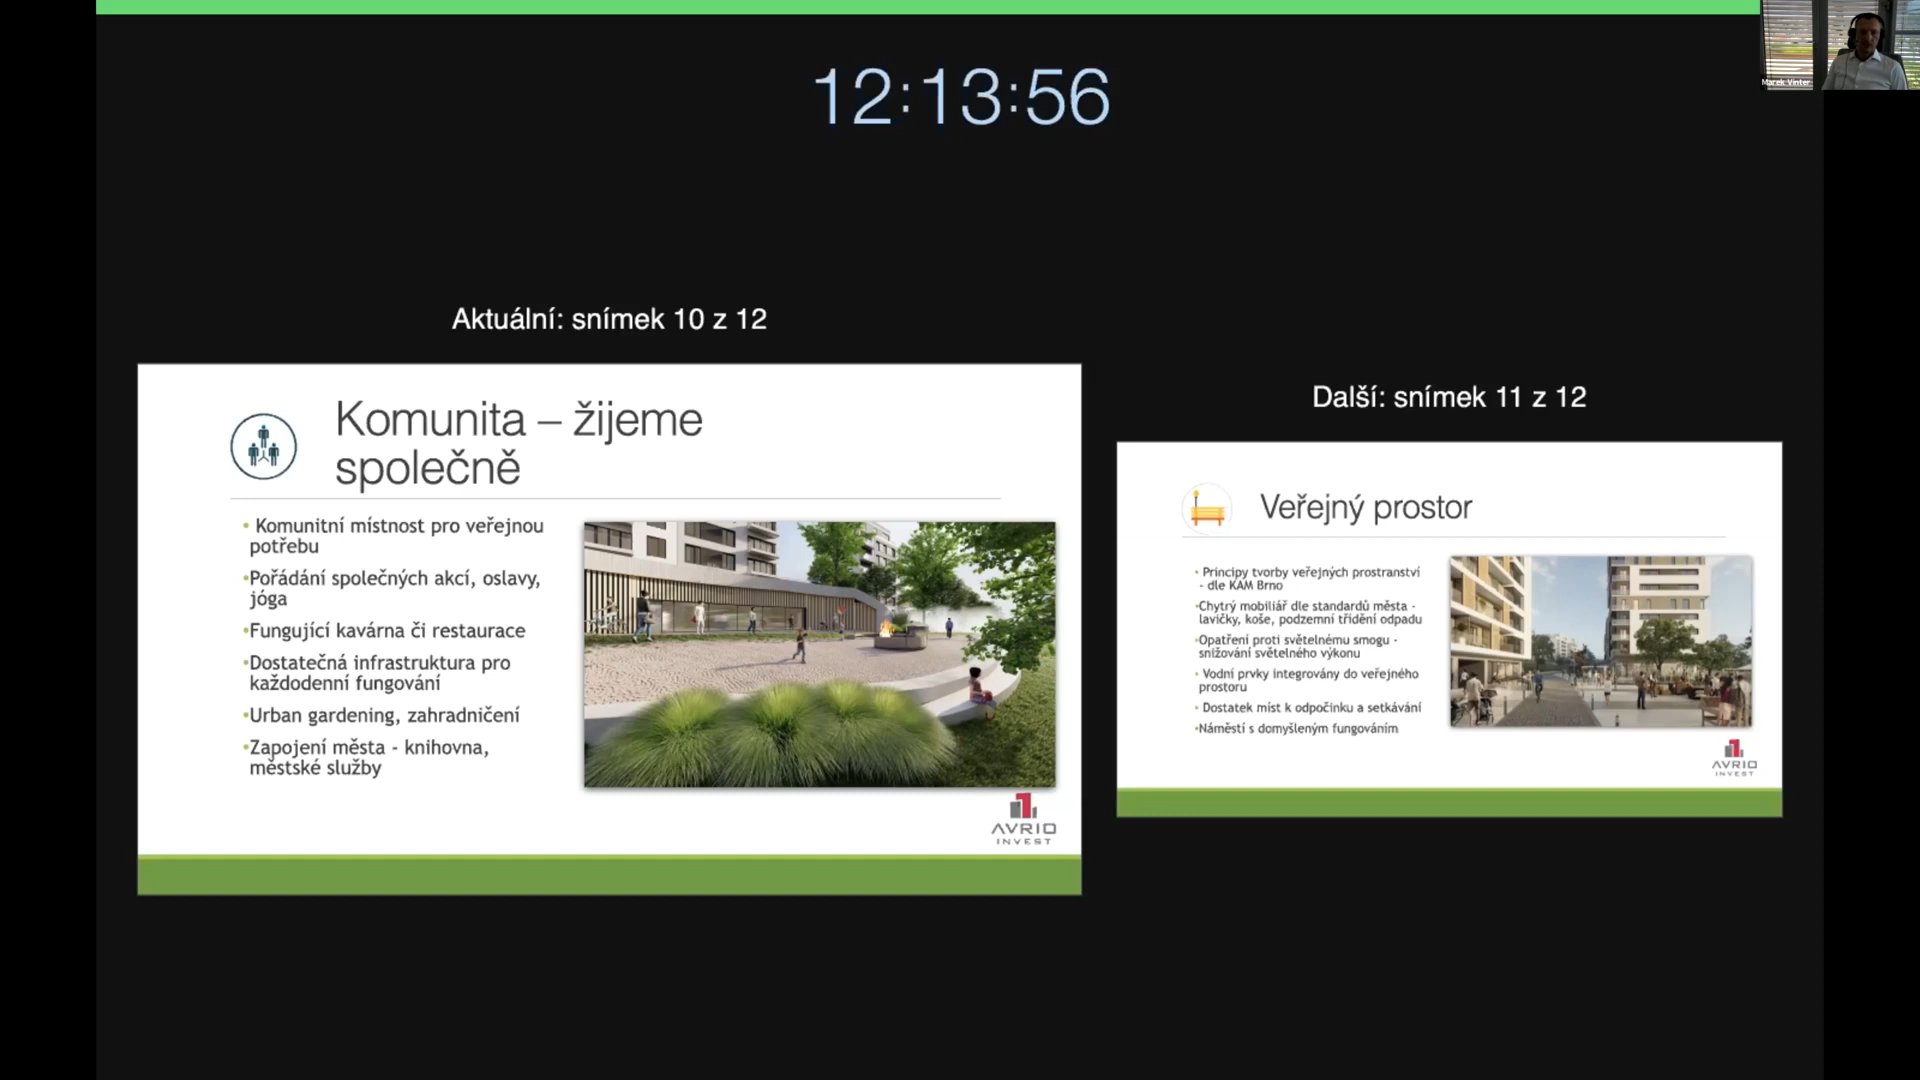 12:13:56
Marek Vinter
Aktuální: snímek 10 z 12
Komunita – žijeme
společně
• Komunitní místnost pro veřejnou
potřebu
•Pořádání společných akcí, oslavy,
jóga
•Fungující kavárna či restaurace
•Dostatečná infrastruktura pro
každodenní fungování
•Urban gardening, zahradničení
•Zapojení města - knihovna,
městské služby
AVRIO
INVEST
Další: snímek 11 z 12
Veřejný prostor
• Principy tvorby veřejných prostranství
- dle KAM Brno
•Chytrý mobiliář dle standardů města -
lavičky, koše, podzemní třídění odpadu
•Opatření proti světelnému smogu -
snižování světelného výkonu
• Vodní prvky integrovány do veřejného
prostoru
• Dostatek míst k odpočinku a setkávání
•Náměstí s domyšleným fungováním
AVRIO
INVEST